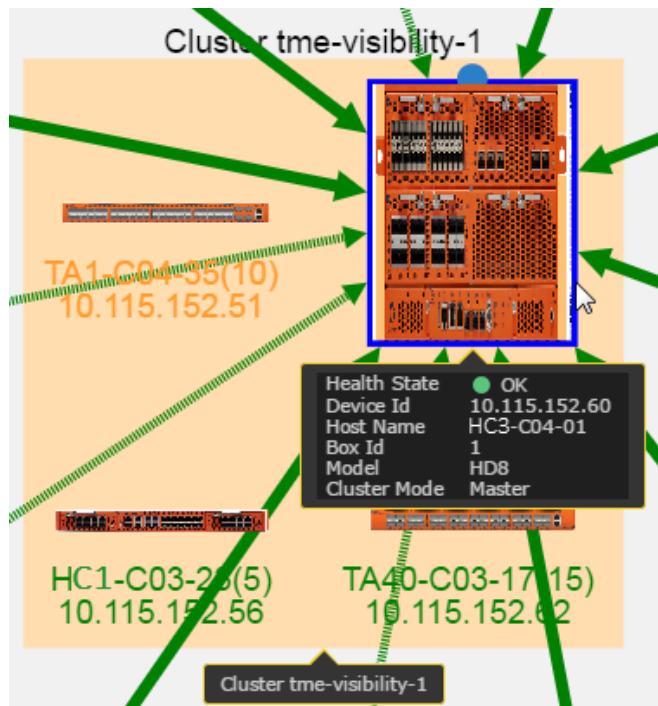 Cluster tme-visibility-1
TA1-C04-35(10)
10.115.152.51
Health State OK
Device Id 10.115.152.60
Host Name HC3-C04-01
Box Id 1
Model HD8
Cluster Mode Master
HC1-C03-28(5)
10.115.152.56
TA40-C03-17(15)
10.115.152.62
Cluster tme-visibility-1